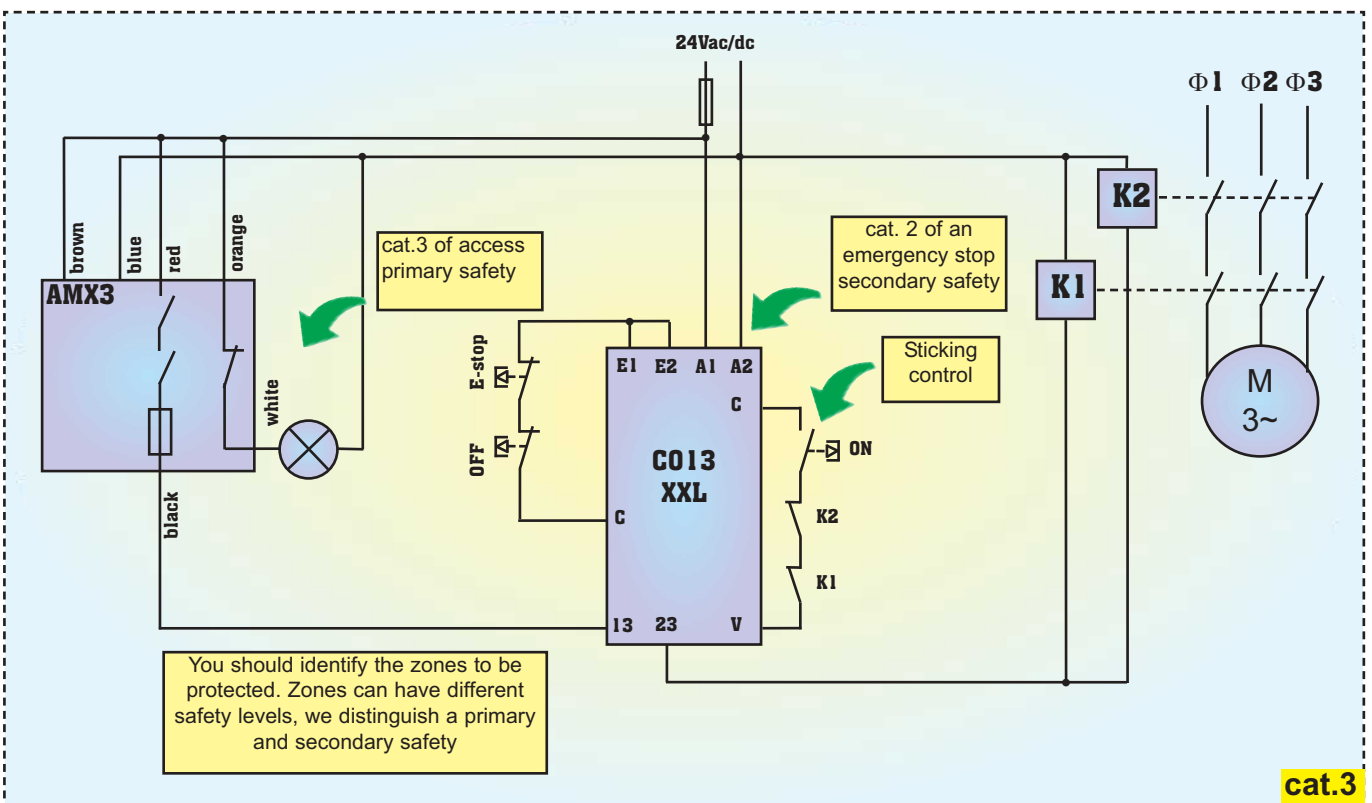 24Vac/dc
Φ1 Φ2 Φ3
brown
blue
red
orange
AMX3
white
black
cat.3 of access
primary safety
cat. 2 of an
emergency stop
secondary safety
Sticking
control
K2
K1
M
3~
E-stop
OFF
E1 E2 A1 A2
C
CO13
XXL
C
13 23 V
ON
K2
K1
You should identify the zones to be
protected. Zones can have different
safety levels, we distinguish a primary
and secondary safety
cat.3